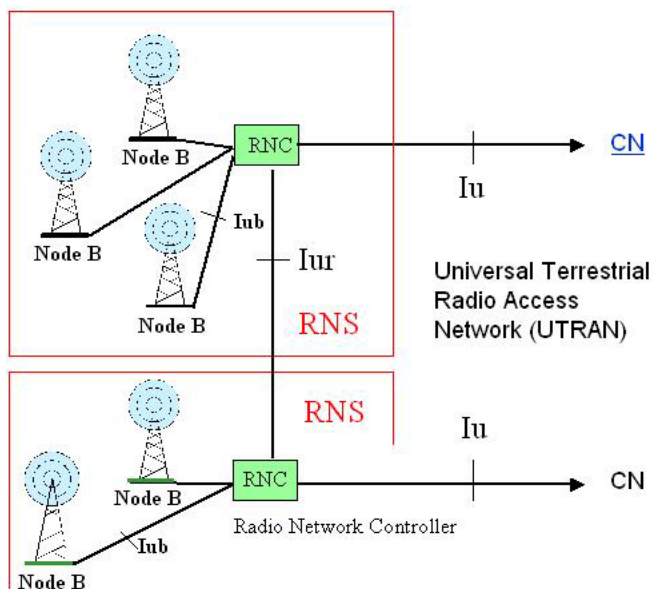 RNC
CN
Node B
Iu
Node B
Iub
Iur
Node B
Universal Terrestrial
Radio Access
Network (UTRAN)
RNS
RNS
Iu
RNC
CN
Node B
Radio Network Controller
Iub
Node B